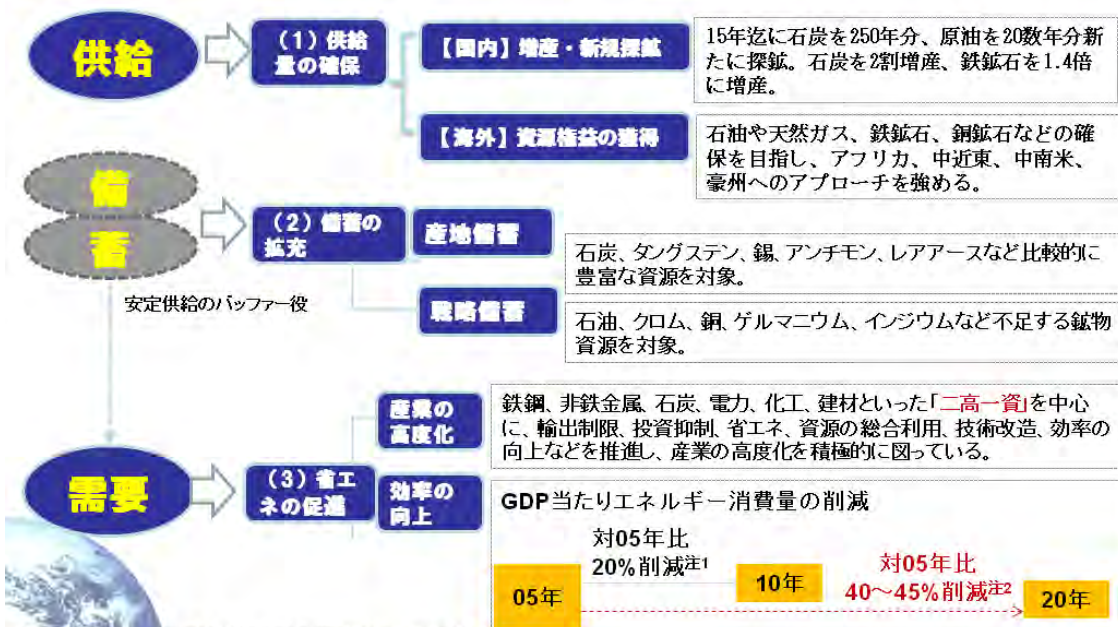 供給
（1）供給
量の確保
【国内】増産・新規探鉱
15年迄に石炭を250年分、原油を20数年分新
たに探鉱。石炭を2割増産、鉄鉱石を1.4倍
に増産。
【海外】資源権益の獲得
石油や天然ガス、鉄鉱石、銅鉱石などの確
保を目指し、アフリカ、中近東、中南米、
豪州へのアプローチを強める。
備
蓄
（2）備蓄の
拡充
産地備蓄
石炭、タングステン、錫、アンチモン、レアアースなど比較的に
豊富な資源を対象。
安定供給のバッファー役
戦略備蓄
石油、クロム、銅、ゲルマニウム、インジウムなど不足する鉱物
資源を対象。
需要
（3）省エ
ネの促進
産業の
高度化
鉄鋼、非鉄金属、石炭、電力、化工、建材といった「二高一資」を中心
に、輸出制限、投資抑制、省エネ、資源の総合利用、技術改造、効率の
向上などを推進し、産業の高度化を積極的に図っている。
効率の
向上
GDP当たりエネルギー消費量の削減
対05年比
20%削減注1
対05年比
40～45%削減注2
05年
10年
20年